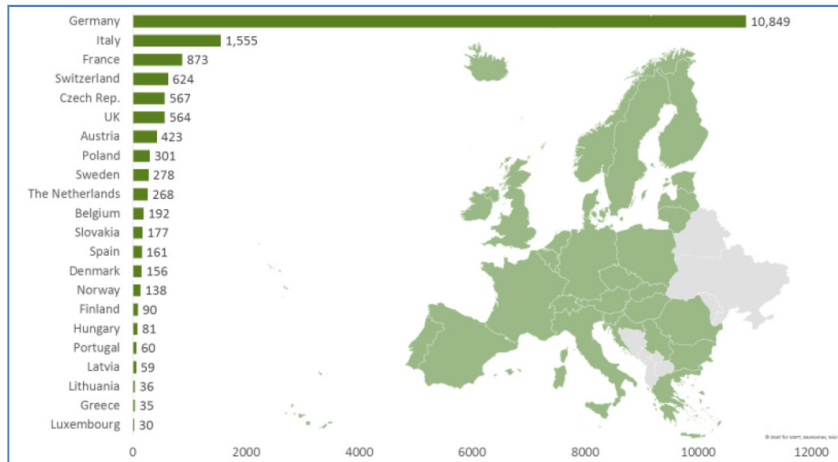 Germany 10,849
Italy 1,555
France 873
Switzerland 624
Czech Rep. 567
UK 564
Austria 423
Poland 301
Sweden 278
The Netherlands 268
Belgium 192
Slovakia 177
Spain 161
Denmark 156
Norway 138
Finland 90
Hungary 81
Portugal 60
Latvia 59
Lithuania 36
Greece 35
Luxembourg 30
0 2000 4000 6000 8000 10000 12000